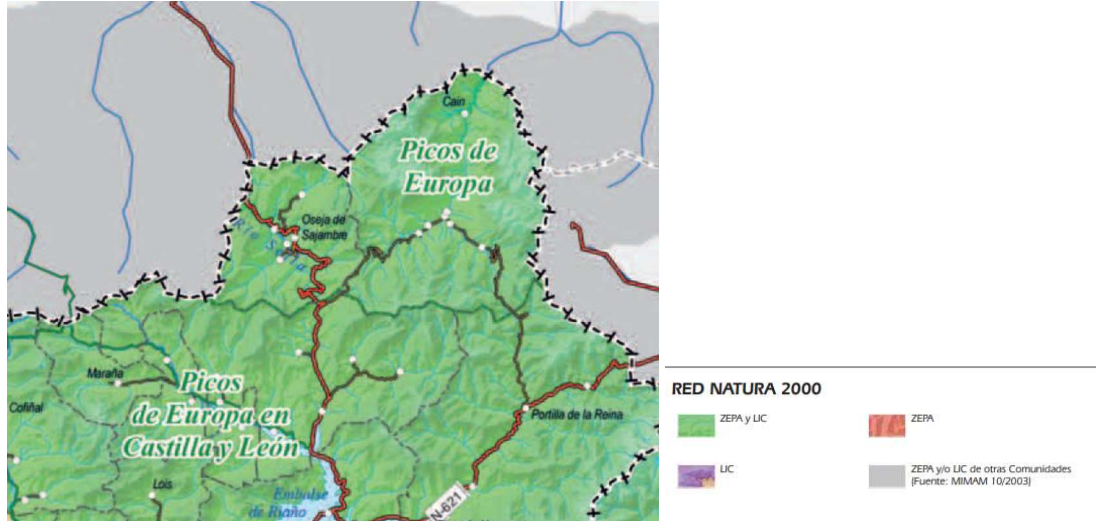 Caín
Picos de
Europa
Oseja de
Sajambre
Río Sella
Maraña
Cofiñal
Picos
de Europa en
Castilla y León
Portilla de la Reina
Lois
Embalse
de Riaño
N-621
RED NATURA 2000
ZEPA y LIC
ZEPA
LIC
ZEPA y/o LIC de otras Comunidades
(Fuente: MIMAM 10/2003)